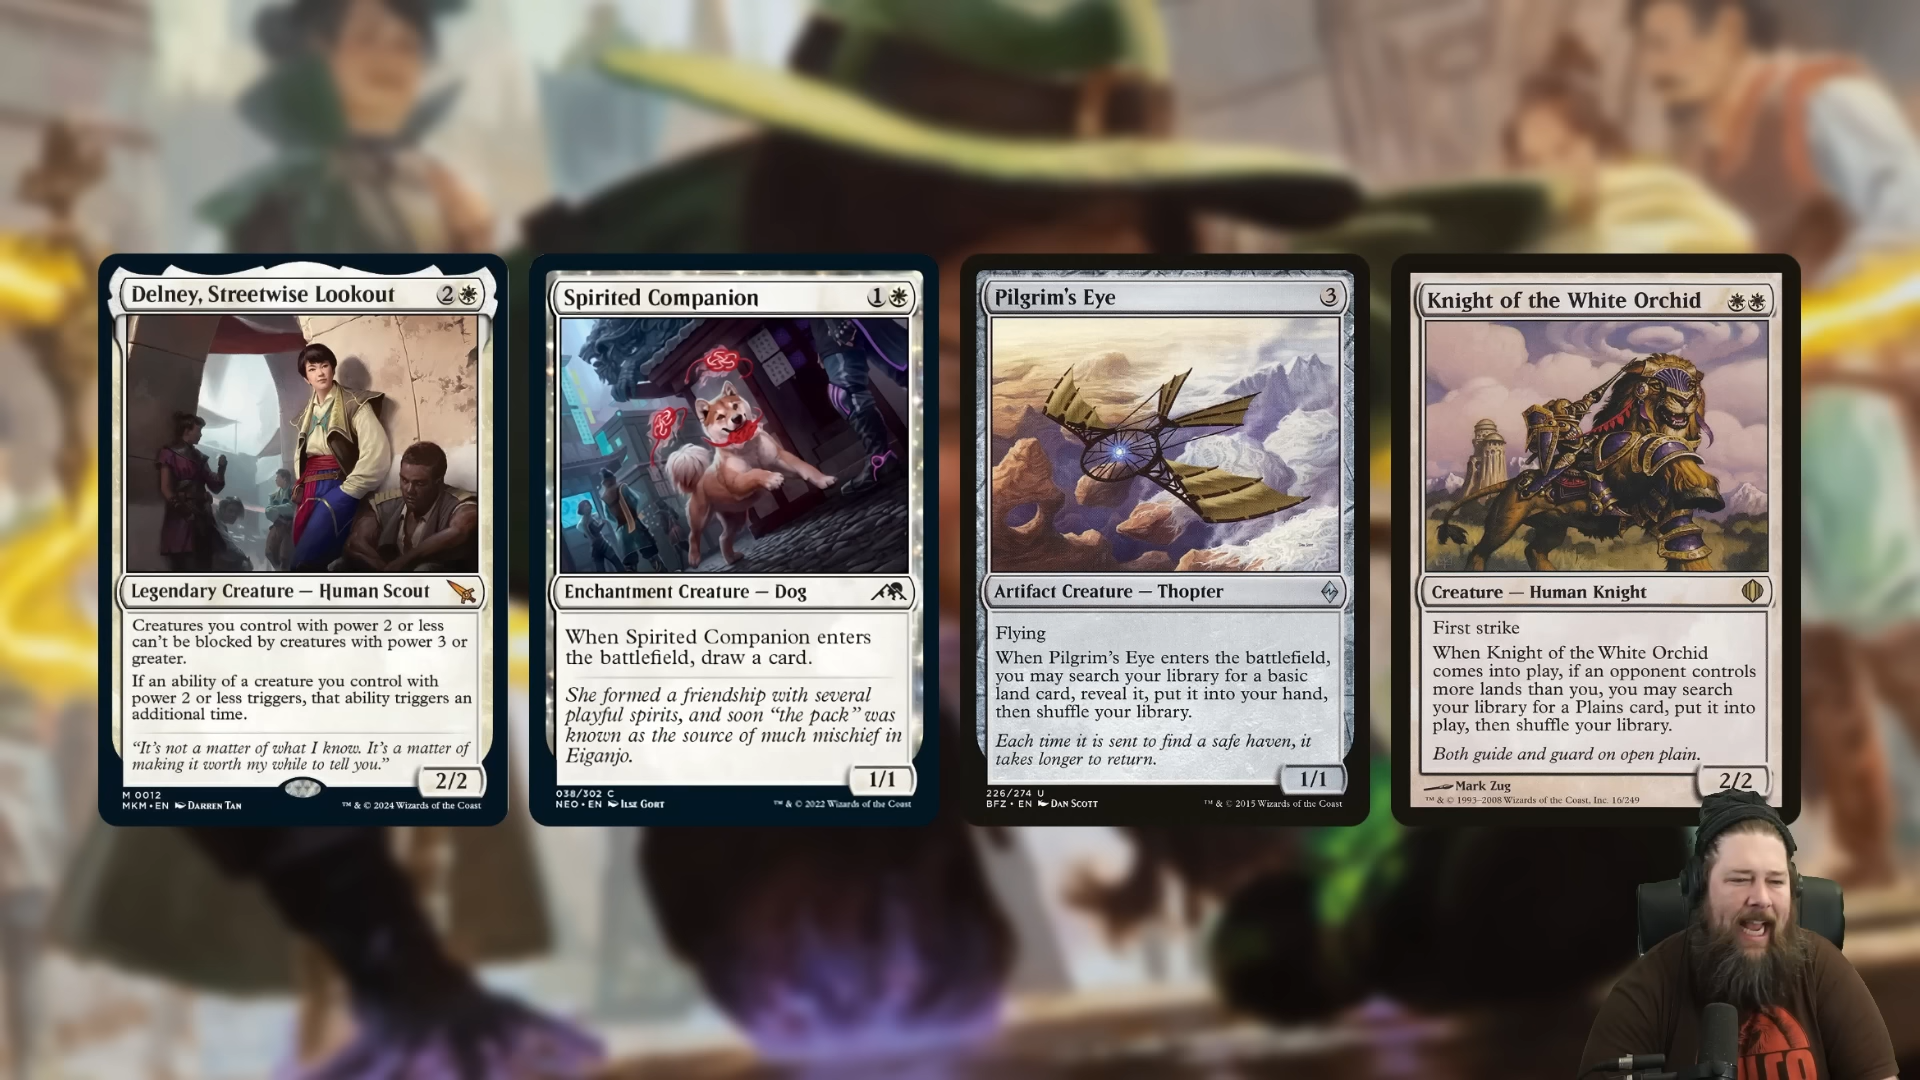 Delney, Streetwise Lookout 2
Legendary Creature — Human Scout
Creatures you control with power 2 or less
can't be blocked by creatures with power 3 or
greater.
If an ability of a creature you control with
power 2 or less triggers, that ability triggers an
additional time.
"It's not a matter of what I know. It's a matter of
making it worth my while to tell you."
2/2
M 0012
MKM • EN DARREN TAN ™ & © 2024 Wizards of the Coast
Spirited Companion 1
Enchantment Creature — Dog
When Spirited Companion enters
the battlefield, draw a card.
She formed a friendship with several
playful spirits, and soon "the pack" was
known as the source of much mischief in
Eiganjo.
1/1
038/302 C
NEO • EN ILSE GORT ™ & © 2022 Wizards of the Coast
Pilgrim's Eye 3
Artifact Creature — Thopter
Flying
When Pilgrim's Eye enters the battlefield,
you may search your library for a basic
land card, reveal it, put it into your hand,
then shuffle your library.
Each time it is sent to find a safe haven, it
takes longer to return.
1/1
226/274 U
BFZ • EN DAN SCOTT ™ & © 2015 Wizards of the Coast
Knight of the White Orchid
Creature — Human Knight
First strike
When Knight of the White Orchid
comes into play, if an opponent controls
more lands than you, you may search
your library for a Plains card, put it into
play, then shuffle your library.
Both guide and guard on open plain.
2/2
Mark Zug
™ & © 1993–2008 Wizards of the Coast, Inc. 16/249